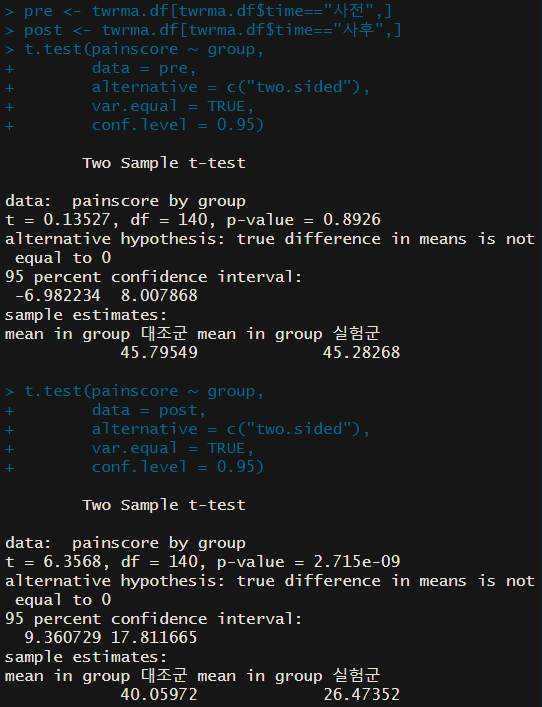 > pre <- twrma.df[twrma.df$time=="사전",]
> post <- twrma.df[twrma.df$time=="사후",]
> t.test(painscore ~ group,
+        data = pre,
+        alternative = c("two.sided"),
+        var.equal = TRUE,
+        conf.level = 0.95)
        Two Sample t-test
data:  painscore by group
t = 0.13527, df = 140, p-value = 0.8926
alternative hypothesis: true difference in means is not
 equal to 0
95 percent confidence interval:
 -6.982234  8.007868
sample estimates:
mean in group 대조군 mean in group 실험군
            45.79549             45.28268
> t.test(painscore ~ group,
+        data = post,
+        alternative = c("two.sided"),
+        var.equal = TRUE,
+        conf.level = 0.95)
        Two Sample t-test
data:  painscore by group
t = 6.3568, df = 140, p-value = 2.715e-09
alternative hypothesis: true difference in means is not
 equal to 0
95 percent confidence interval:
  9.360729 17.811665
sample estimates:
mean in group 대조군 mean in group 실험군
            40.05972             26.47352